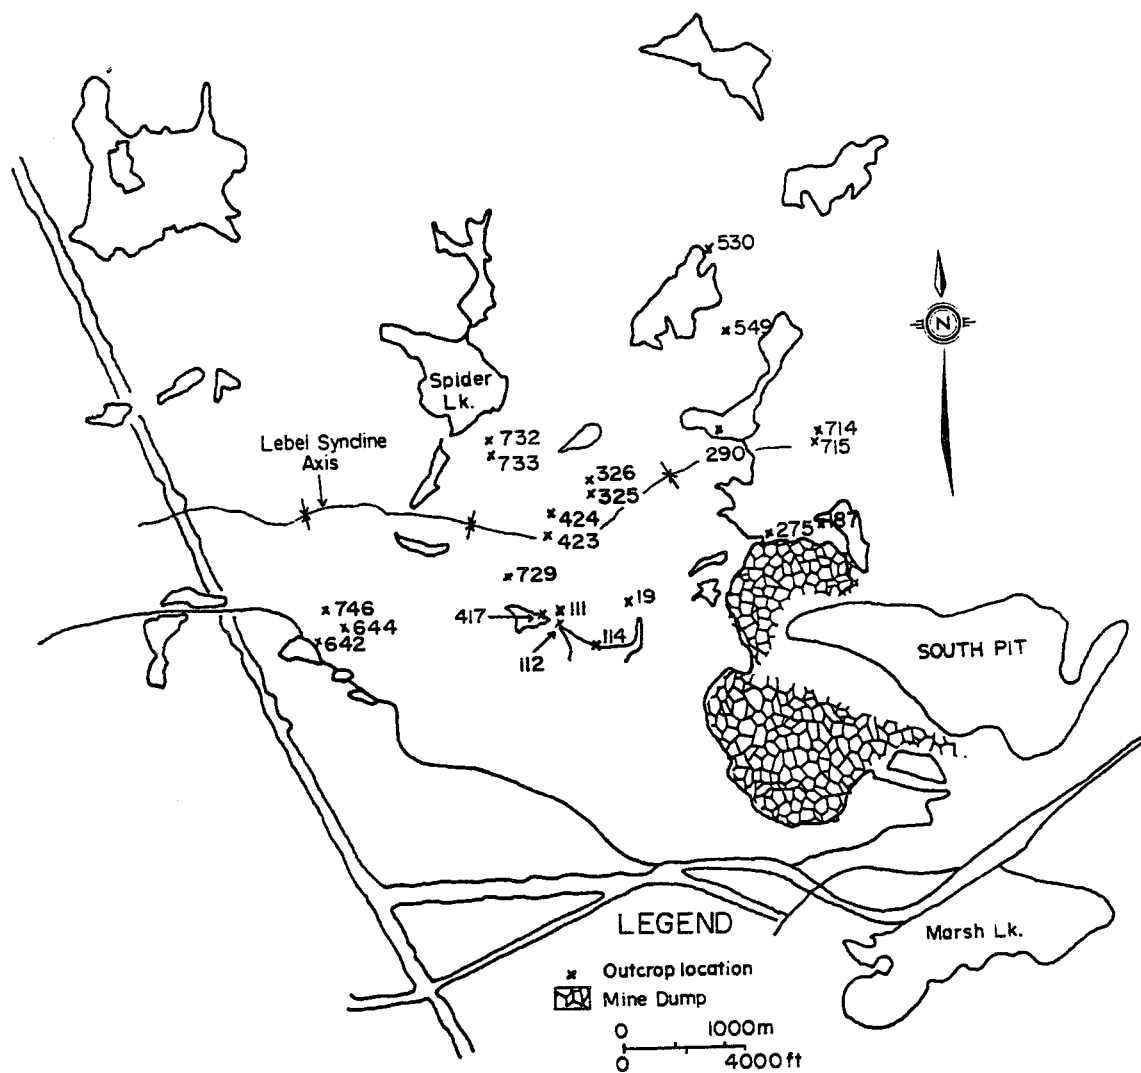 530
N
549
Spider
Lk.
732
733
714
715
290
Lebel Syncline
Axis
326
325
424
423
275
187
729
746
644
642
417
111
112
114
19
SOUTH PIT
LEGEND
Outcrop location
Mine Dump
Marsh Lk.
0 1000m
0 4000ft